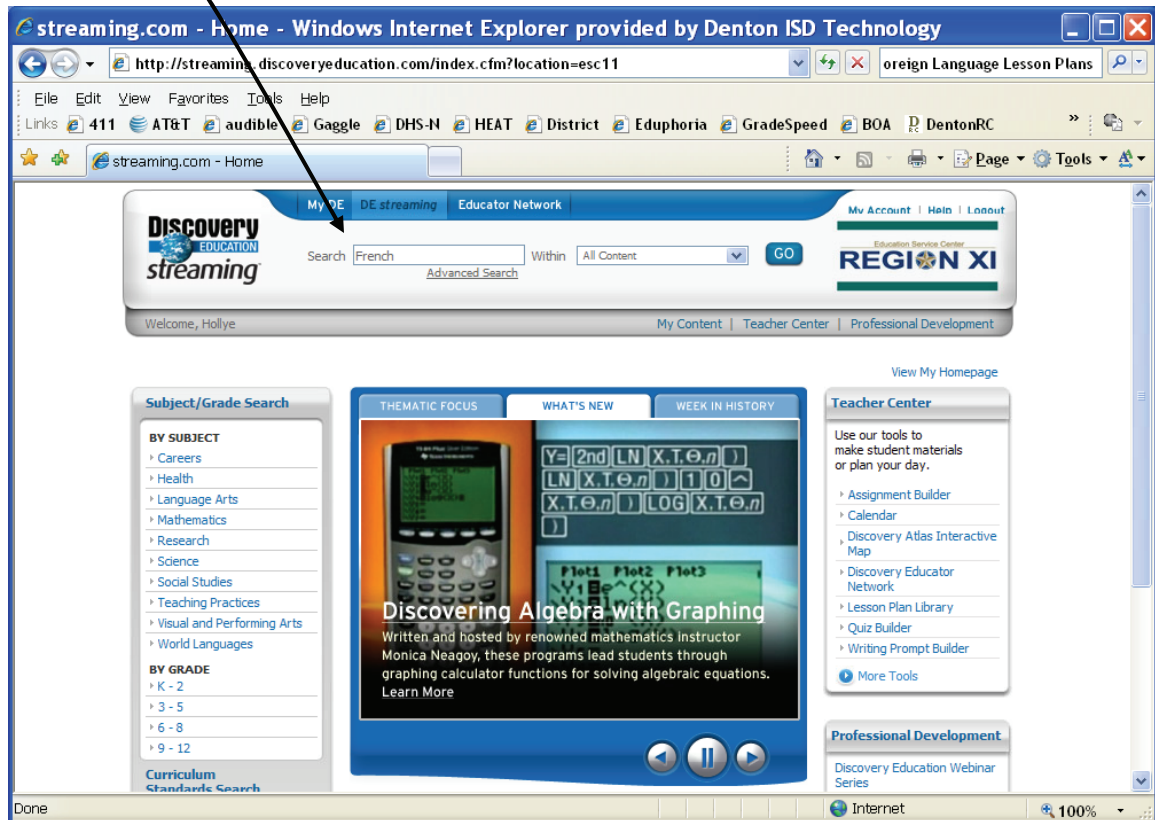 streaming.com - Home - Windows Internet Explorer provided by Denton ISD Technology
http://streaming.discoveryeducation.com/index.cfm?location=esc11
oreign Language Lesson Plans
File Edit View Favorites Tools Help
Links 411 AT&T audible Gaggle DHS-N HEAT District Eduphoria GradeSpeed BOA DentonRC »
streaming.com - Home
Page Tools
My DE DE streaming Educator Network
My Account | Help | Logout
Discovery
EDUCATION
streaming
Search French Within All Content GO
Advanced Search
Education Service Center
REGION XI
Welcome, Hollye
My Content | Teacher Center | Professional Development
View My Homepage
Subject/Grade Search
BY SUBJECT
Careers
Health
Language Arts
Mathematics
Research
Science
Social Studies
Teaching Practices
Visual and Performing Arts
World Languages
BY GRADE
K - 2
3 - 5
6 - 8
9 - 12
Curriculum
Standards Search
THEMATIC FOCUS WHAT'S NEW WEEK IN HISTORY
Y= 2nd LN X,T,Θ,n )
LN X,T,Θ,n ) ) 1 0 ^
X,T,Θ,n ) LOG X,T,Θ,n
)
Plot1 Plot2 Plot3
Discovering Algebra with Graphing
Written and hosted by renowned mathematics instructor
Monica Neagoy, these programs lead students through
graphing calculator functions for solving algebraic equations.
Learn More
Teacher Center
Use our tools to
make student materials
or plan your day.
Assignment Builder
Calendar
Discovery Atlas Interactive
Map
Discovery Educator
Network
Lesson Plan Library
Quiz Builder
Writing Prompt Builder
More Tools
Professional Development
Discovery Education Webinar
Series
Done
Internet
100%